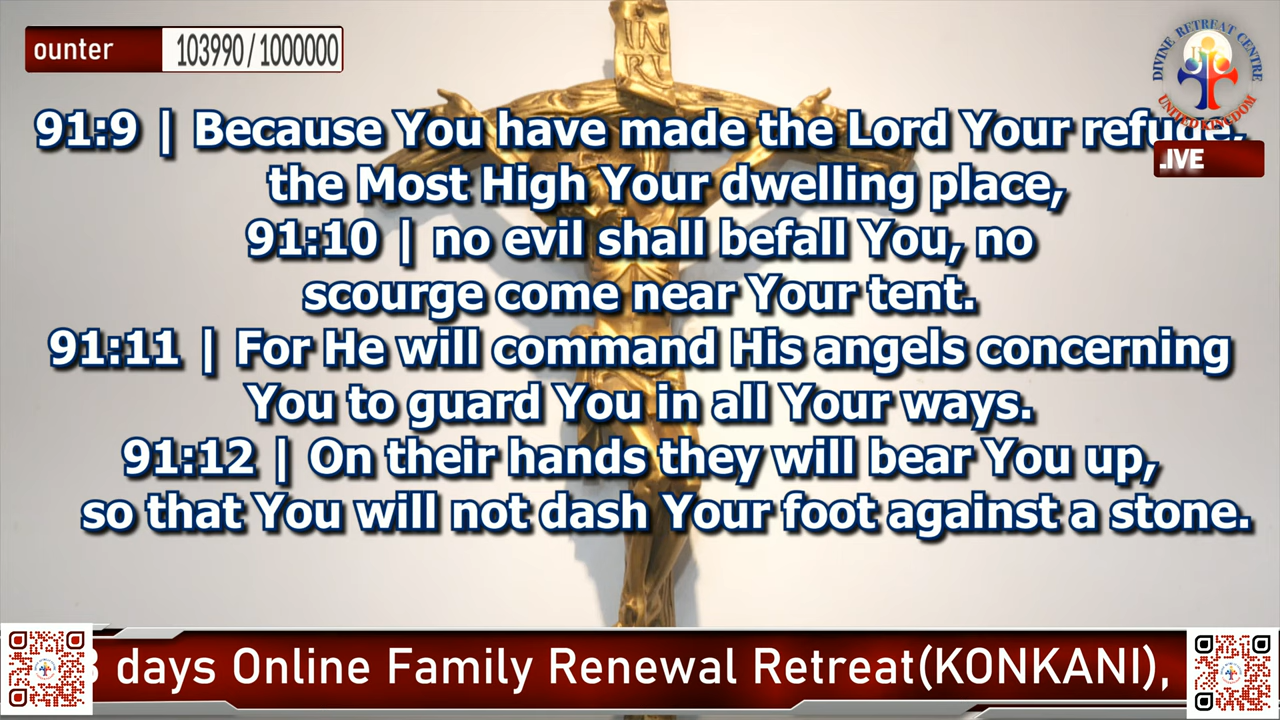 ounter 103990/1000000
INRI
DIVINE RETREAT CENTRE
UNITED KINGDOM
91:9 | Because You have made the Lord Your refuge,
the Most High Your dwelling place,
.IVE
91:10 | no evil shall befall You, no
scourge come near Your tent.
91:11 | For He will command His angels concerning
You to guard You in all Your ways.
91:12 | On their hands they will bear You up,
so that You will not dash Your foot against a stone.
3 days Online Family Renewal Retreat(KONKANI),